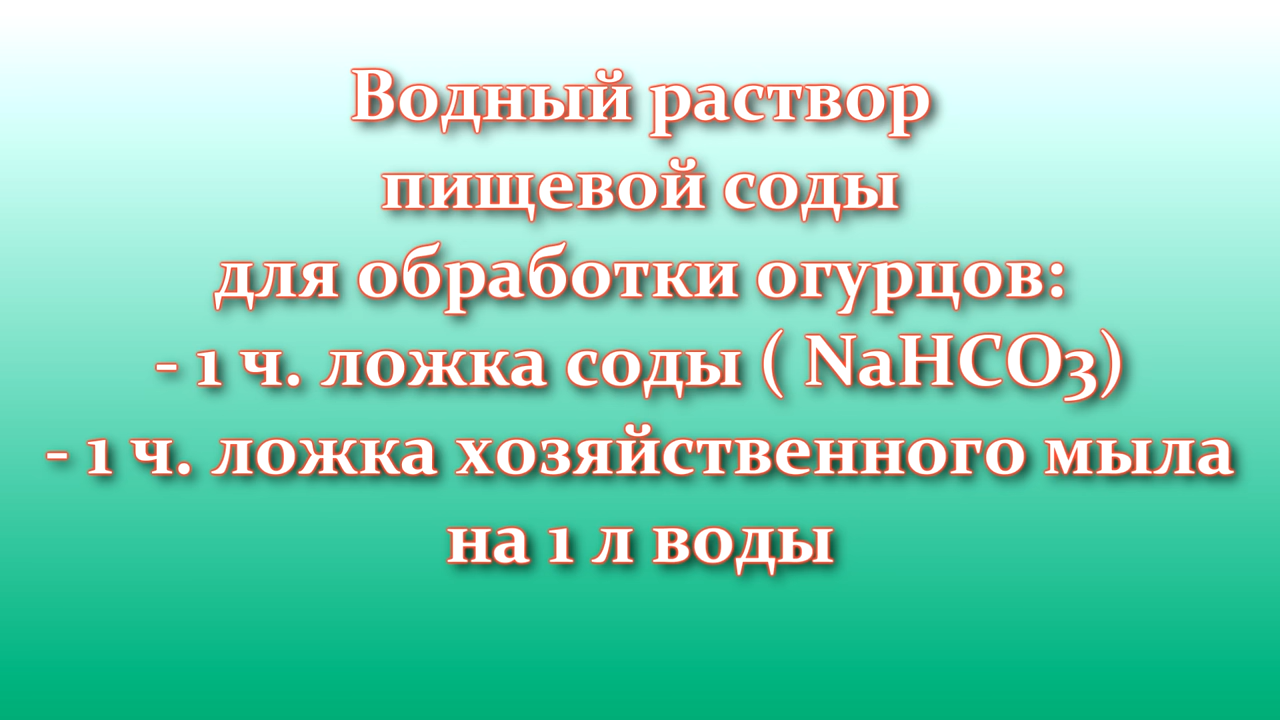 Водный раствор
пищевой соды
для обработки огурцов:
- 1 ч. ложка соды ( NaHCO3)
- 1 ч. ложка хозяйственного мыла
на 1 л воды